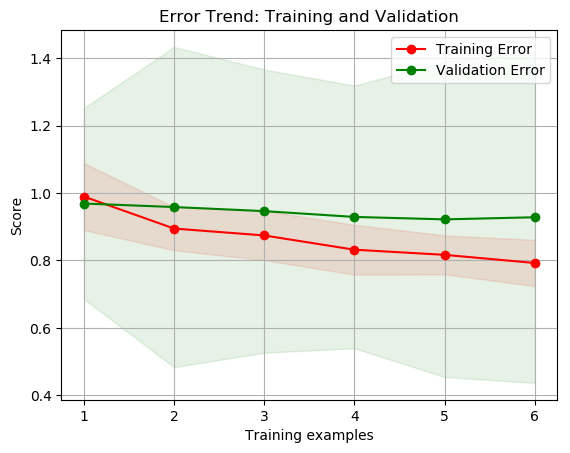 Error Trend: Training and Validation
Training Error
Validation Error
Score
1.4
1.2
1.0
0.8
0.6
0.4
1 2 3 4 5 6
Training examples